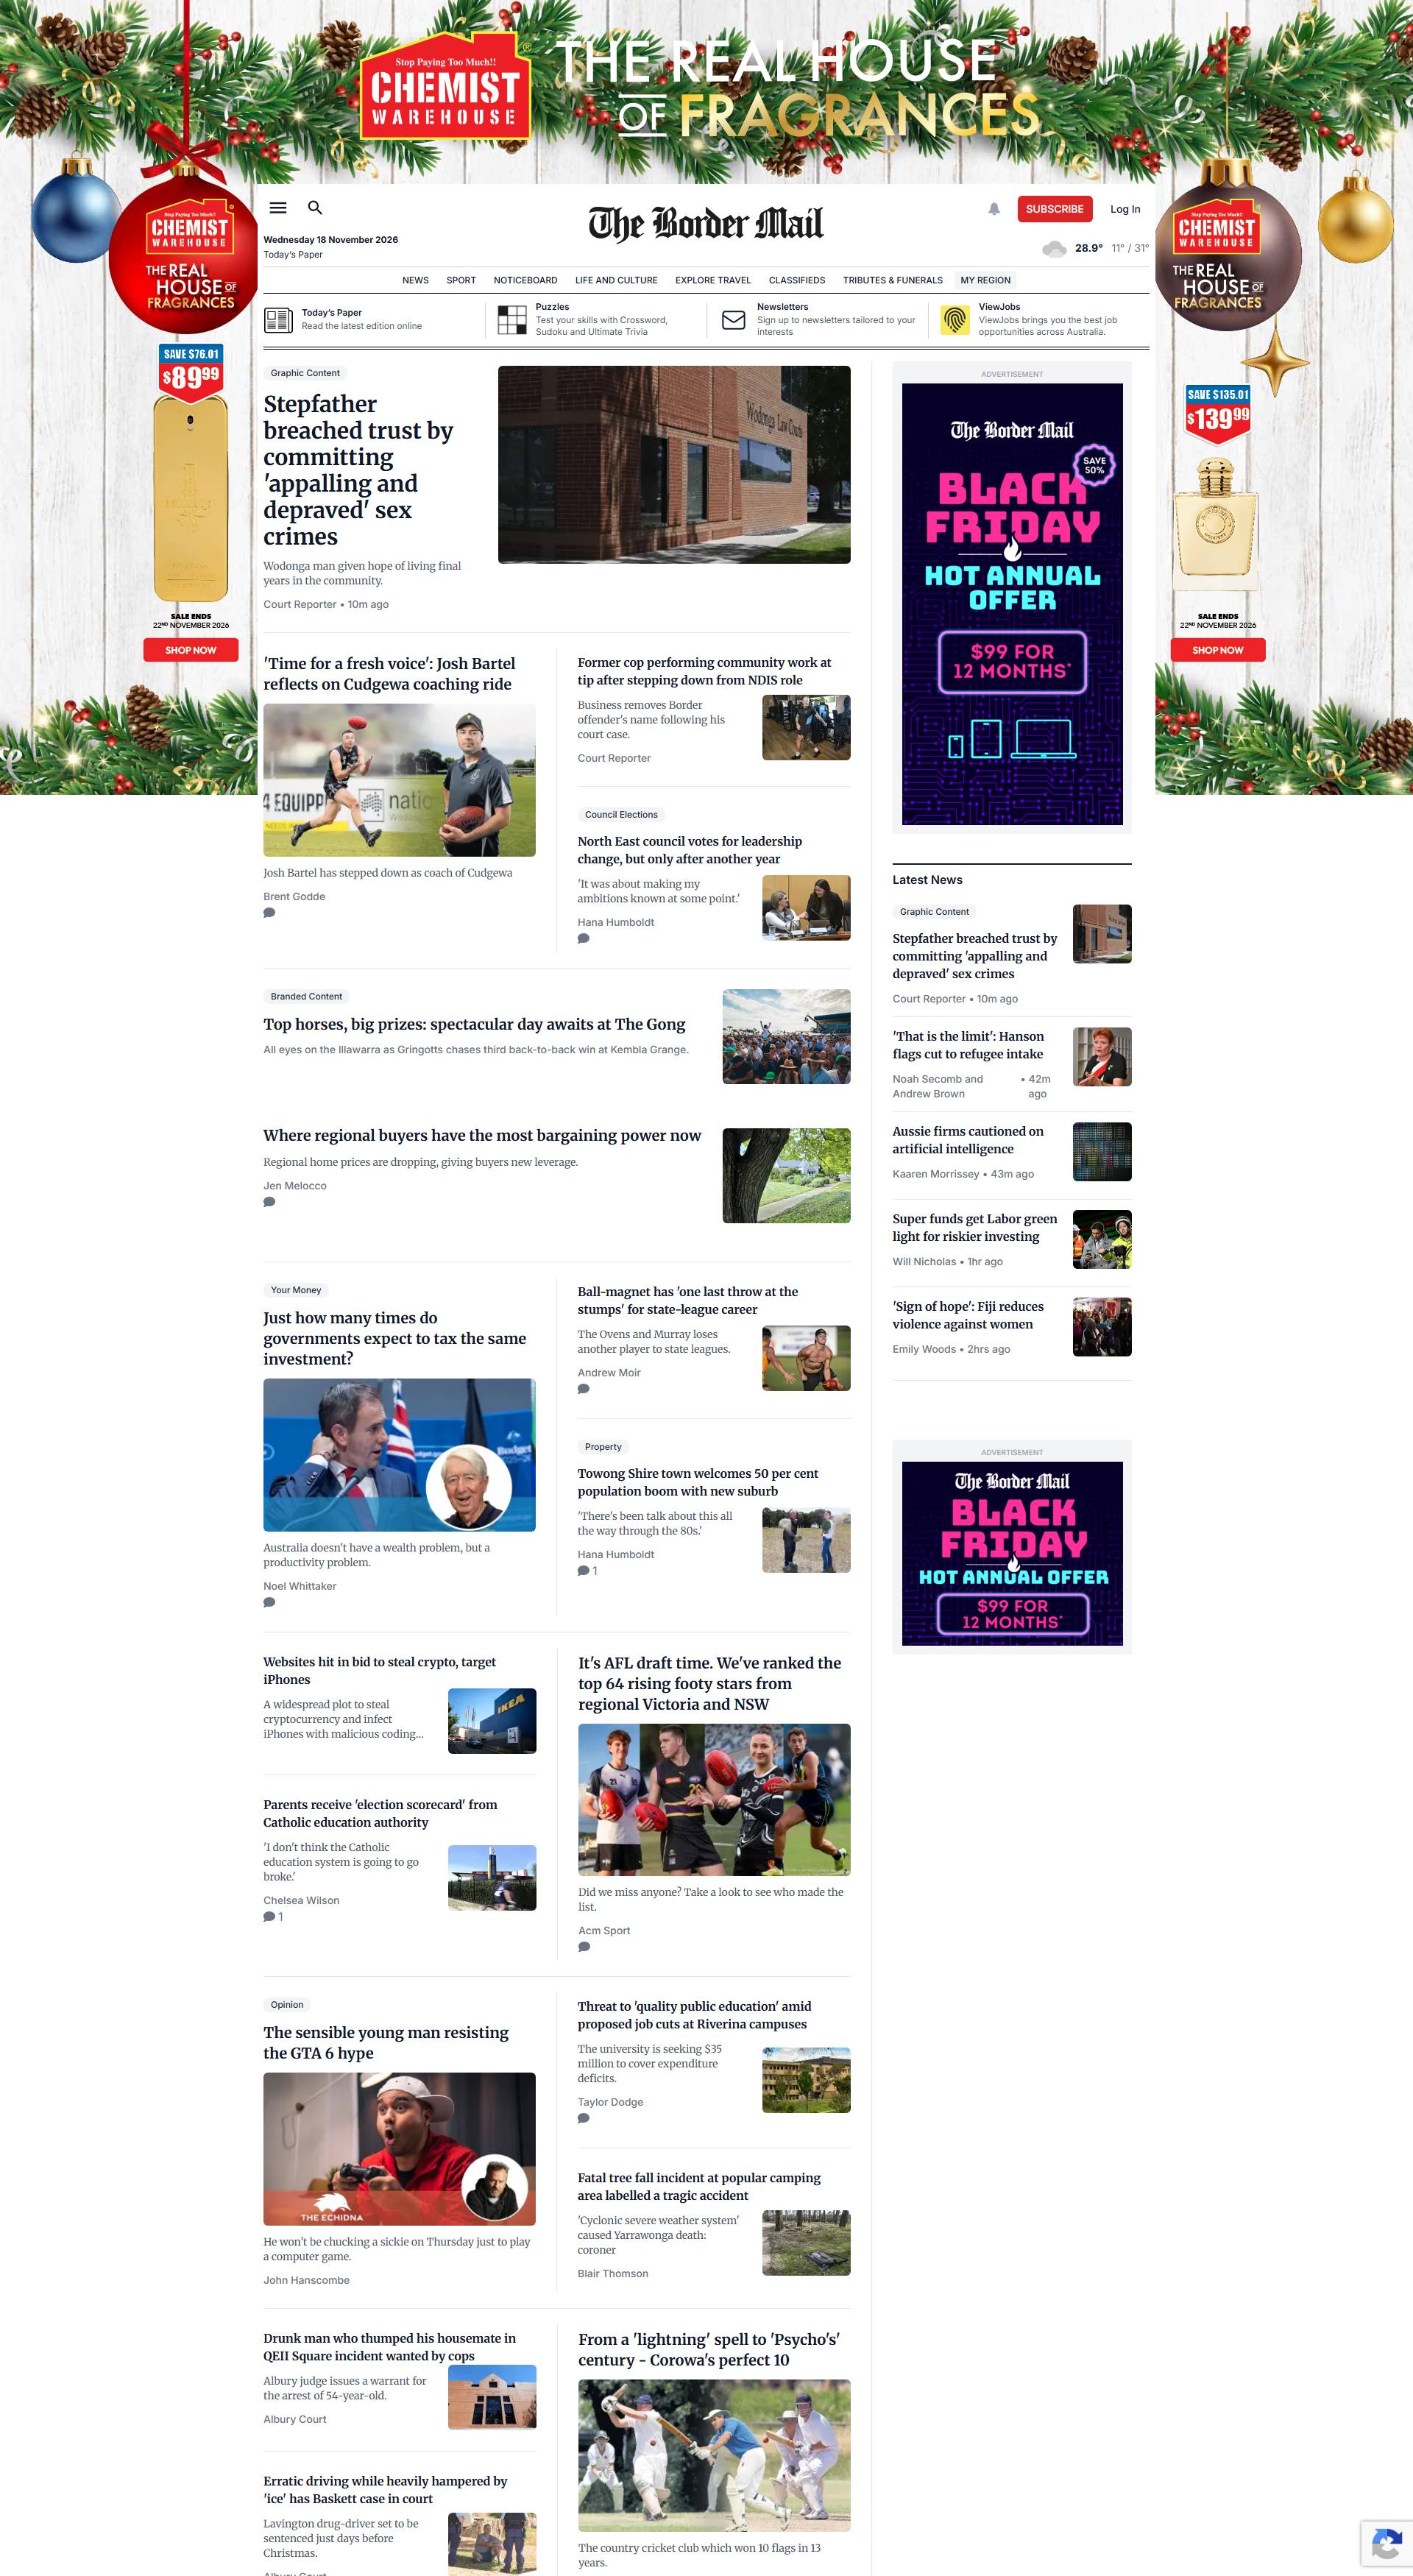 Stop Paying Too Much!!
CHEMIST
WAREHOUSE
THE REAL HOUSE
OF FRAGRANCES
Stop Paying Too Much!!
CHEMIST
WAREHOUSE
THE REAL
HOUSE OF
FRAGRANCES
SAVE $76.01
$89.99
SALE ENDS
22ND NOVEMBER 2026
SHOP NOW
Stop Paying Too Much!!
CHEMIST
WAREHOUSE
THE REAL
HOUSE OF
FRAGRANCES
SAVE $135.01
$139.99
SALE ENDS
22ND NOVEMBER 2026
SHOP NOW
The Border Mail
SUBSCRIBE
Log In
Wednesday 18 November 2026
Today's Paper
28.9° 11° / 31°
NEWS SPORT NOTICEBOARD LIFE AND CULTURE EXPLORE TRAVEL CLASSIFIEDS TRIBUTES & FUNERALS MY REGION
Today's Paper
Read the latest edition online
Puzzles
Test your skills with Crossword,
Sudoku and Ultimate Trivia
Newsletters
Sign up to newsletters tailored to your
interests
ViewJobs
ViewJobs brings you the best job
opportunities across Australia.
Graphic Content
Stepfather
breached trust by
committing
'appalling and
depraved' sex
crimes
Wodonga man given hope of living final
years in the community.
Court Reporter • 10m ago
Wodonga Law Courts
'Time for a fresh voice': Josh Bartel
reflects on Cudgewa coaching ride
Josh Bartel has stepped down as coach of Cudgewa
Brent Godde
Former cop performing community work at
tip after stepping down from NDIS role
Business removes Border
offender's name following his
court case.
Court Reporter
Council Elections
North East council votes for leadership
change, but only after another year
'It was about making my
ambitions known at some point.'
Hana Humboldt
Branded Content
Top horses, big prizes: spectacular day awaits at The Gong
All eyes on the Illawarra as Gringotts chases third back-to-back win at Kembla Grange.
Where regional buyers have the most bargaining power now
Regional home prices are dropping, giving buyers new leverage.
Jen Melocco
Your Money
Just how many times do
governments expect to tax the same
investment?
Budget
Australia doesn't have a wealth problem, but a
productivity problem.
Noel Whittaker
Ball-magnet has 'one last throw at the
stumps' for state-league career
The Ovens and Murray loses
another player to state leagues.
Andrew Moir
Property
Towong Shire town welcomes 50 per cent
population boom with new suburb
'There's been talk about this all
the way through the 80s.'
Hana Humboldt
1
Websites hit in bid to steal crypto, target
iPhones
A widespread plot to steal
cryptocurrency and infect
iPhones with malicious coding...
IKEA
Parents receive 'election scorecard' from
Catholic education authority
'I don't think the Catholic
education system is going to go
broke.'
Chelsea Wilson
1
It's AFL draft time. We've ranked the
top 64 rising footy stars from
regional Victoria and NSW
Did we miss anyone? Take a look to see who made the
list.
Acm Sport
Opinion
The sensible young man resisting
the GTA 6 hype
THE ECHIDNA
He won't be chucking a sickie on Thursday just to play
a computer game.
John Hanscombe
Threat to 'quality public education' amid
proposed job cuts at Riverina campuses
The university is seeking $35
million to cover expenditure
deficits.
Taylor Dodge
Fatal tree fall incident at popular camping
area labelled a tragic accident
'Cyclonic severe weather system'
caused Yarrawonga death:
coroner
Blair Thomson
Drunk man who thumped his housemate in
QEII Square incident wanted by cops
Albury judge issues a warrant for
the arrest of 54-year-old.
Albury Court
Erratic driving while heavily hampered by
'ice' has Baskett case in court
Lavington drug-driver set to be
sentenced just days before
Christmas.
Albury Court
From a 'lightning' spell to 'Psycho's'
century - Corowa's perfect 10
The country cricket club which won 10 flags in 13
years.
ADVERTISEMENT
The Border Mail
SAVE
50%
BLACK
FRIDAY
HOT ANNUAL
OFFER
$99 FOR
12 MONTHS*
Latest News
Graphic Content
Stepfather breached trust by
committing 'appalling and
depraved' sex crimes
Court Reporter • 10m ago
'That is the limit': Hanson
flags cut to refugee intake
Noah Secomb and
Andrew Brown
• 42m
ago
Aussie firms cautioned on
artificial intelligence
Kaaren Morrissey • 43m ago
Super funds get Labor green
light for riskier investing
Will Nicholas • 1hr ago
'Sign of hope': Fiji reduces
violence against women
Emily Woods • 2hrs ago
ADVERTISEMENT
The Border Mail
BLACK
FRIDAY
HOT ANNUAL OFFER
$99 FOR
12 MONTHS*